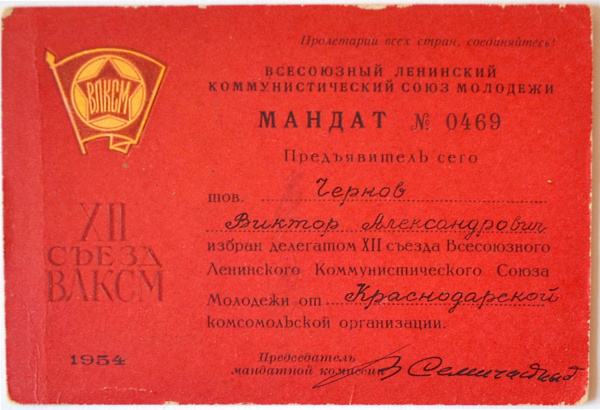 ВЛКСМ
Пролетарии всех стран, соединяйтесь!
ВСЕСОЮЗНЫЙ ЛЕНИНСКИЙ
КОММУНИСТИЧЕСКИЙ СОЮЗ МОЛОДЕЖИ
МАНДАТ № 0469
Предъявитель сего
тов. Чернов
Виктор Александрович
избран делегатом XII съезда Всесоюзного
Ленинского Коммунистического Союза
Молодежи от Краснодарской
комсомольской организации.
XII
СЪЕЗД
ВЛКСМ
1954
Председатель
мандатной комиссии В Семичастный